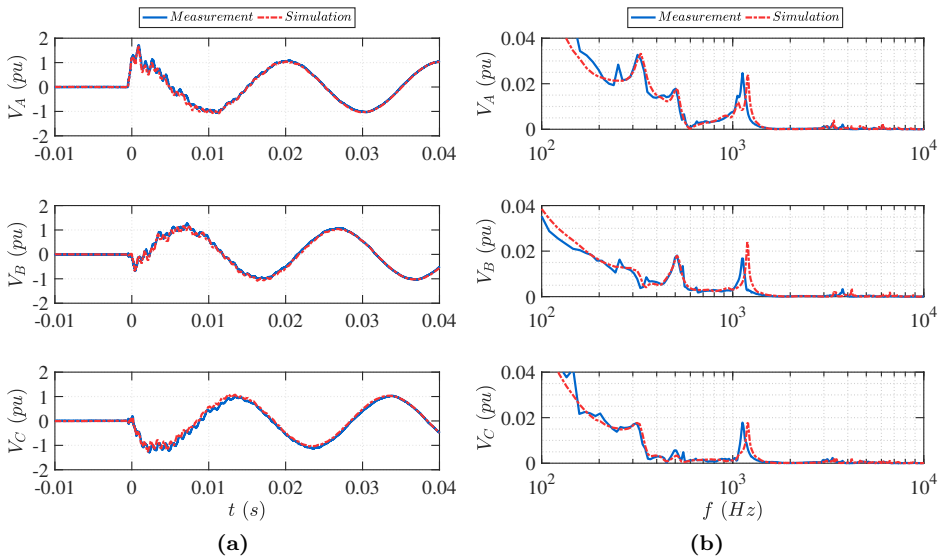 Measurement Simulation
Measurement Simulation
V_A (pu)
2
1
0
-1
-2
-0.01 0 0.01 0.02 0.03 0.04
V_A (pu)
0.04
0.02
0
10^2 10^3 10^4
V_B (pu)
2
1
0
-1
-2
-0.01 0 0.01 0.02 0.03 0.04
V_B (pu)
0.04
0.02
0
10^2 10^3 10^4
V_C (pu)
2
1
0
-1
-2
-0.01 0 0.01 0.02 0.03 0.04
t (s)
V_C (pu)
0.04
0.02
0
10^2 10^3 10^4
f (Hz)
(a)
(b)